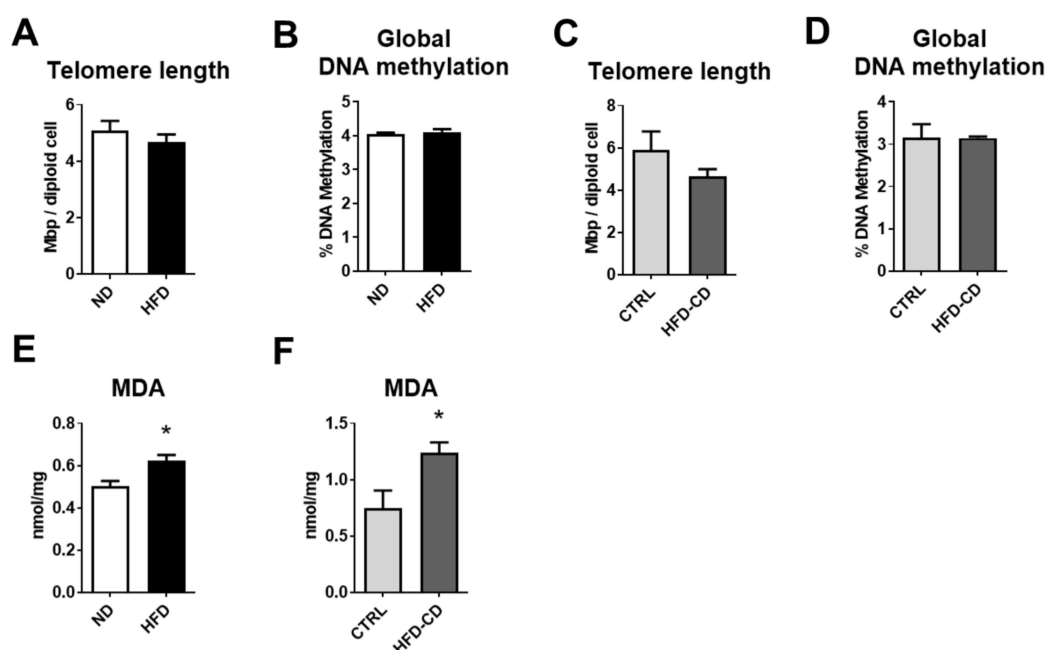 A
Telomere length
Mbp / diploid cell
6
4
2
0
ND
HFD
B
Global
DNA methylation
% DNA Methylation
5
4
3
2
1
0
ND
HFD
C
Telomere length
Mbp / diploid cell
8
6
4
2
0
CTRL
HFD-CD
D
Global
DNA methylation
% DNA Methylation
4
3
2
1
0
CTRL
HFD-CD
E
MDA
nmol/mg
0.8
0.6
0.4
0.2
0.0
*
ND
HFD
F
MDA
nmol/mg
1.5
1.0
0.5
0.0
*
CTRL
HFD-CD